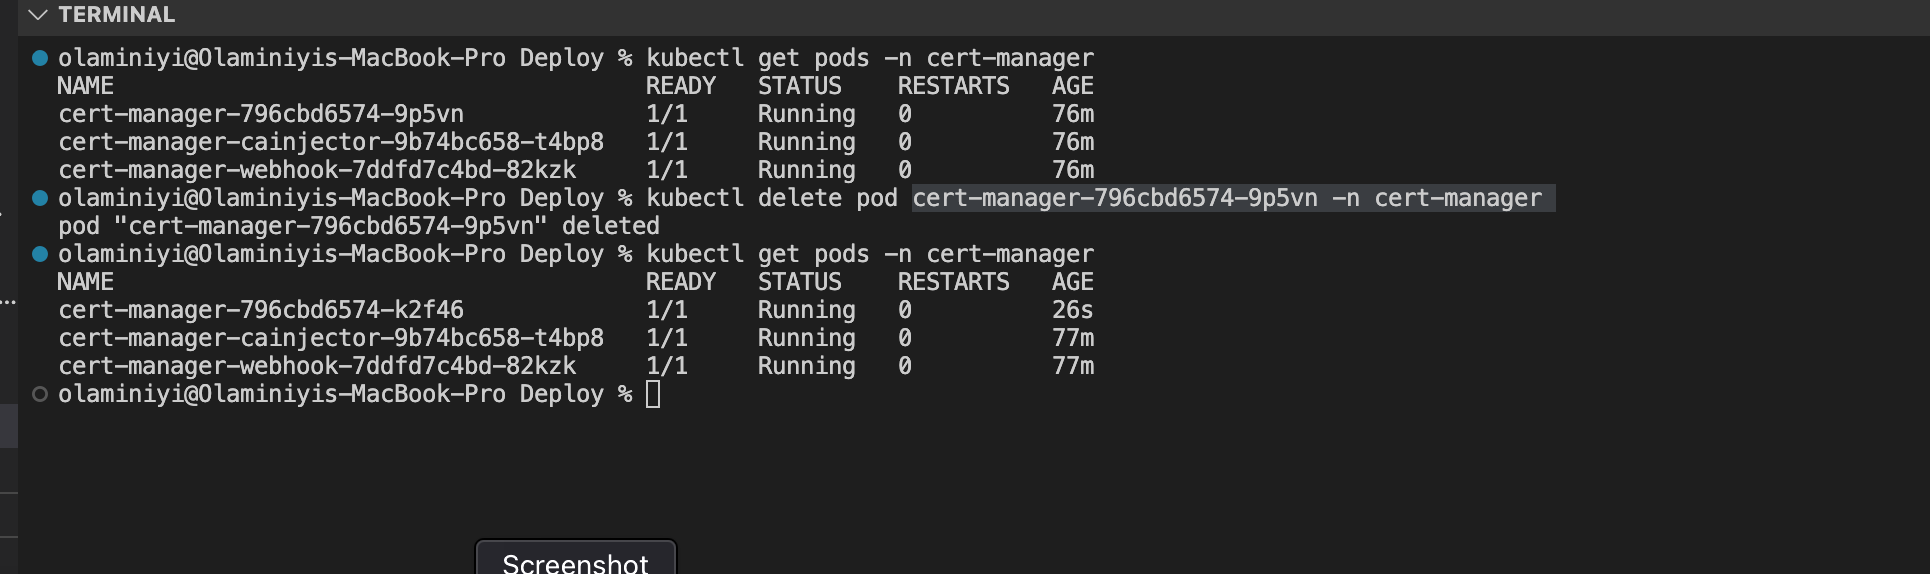 TERMINAL
olaminiyi@Olaminiyis-MacBook-Pro Deploy % kubectl get pods -n cert-manager
NAME READY STATUS RESTARTS AGE
cert-manager-796cbd6574-9p5vn 1/1 Running 0 76m
cert-manager-cainjector-9b74bc658-t4bp8 1/1 Running 0 76m
cert-manager-webhook-7ddfd7c4bd-82kzk 1/1 Running 0 76m
olaminiyi@Olaminiyis-MacBook-Pro Deploy % kubectl delete pod cert-manager-796cbd6574-9p5vn -n cert-manager
pod "cert-manager-796cbd6574-9p5vn" deleted
olaminiyi@Olaminiyis-MacBook-Pro Deploy % kubectl get pods -n cert-manager
NAME READY STATUS RESTARTS AGE
cert-manager-796cbd6574-k2f46 1/1 Running 0 26s
cert-manager-cainjector-9b74bc658-t4bp8 1/1 Running 0 77m
cert-manager-webhook-7ddfd7c4bd-82kzk 1/1 Running 0 77m
olaminiyi@Olaminiyis-MacBook-Pro Deploy %
Screenshot